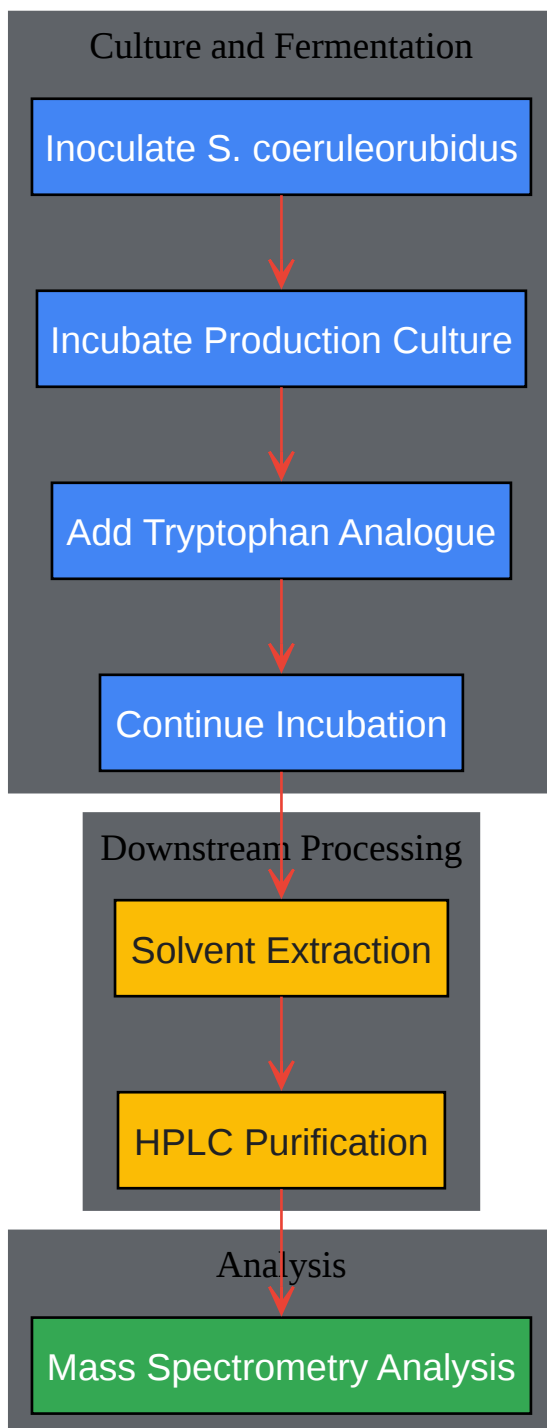 Culture and Fermentation
Inoculate S. coeruleorubidus
Incubate Production Culture
Add Tryptophan Analogue
Continue Incubation
Downstream Processing
Solvent Extraction
HPLC Purification
Analysis
Mass Spectrometry Analysis